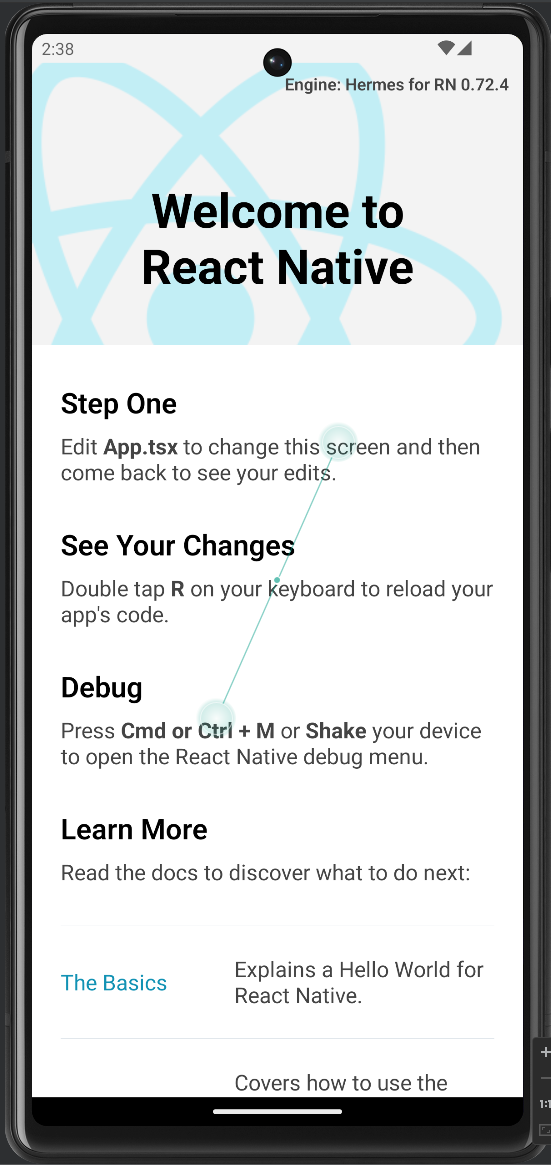 2:38
Engine: Hermes for RN 0.72.4
Welcome to
React Native
Step One
Edit App.tsx to change this screen and then
come back to see your edits.
See Your Changes
Double tap R on your keyboard to reload your
app's code.
Debug
Press Cmd or Ctrl + M or Shake your device
to open the React Native debug menu.
Learn More
Read the docs to discover what to do next:
The Basics
Explains a Hello World for
React Native.
Covers how to use the
1:1